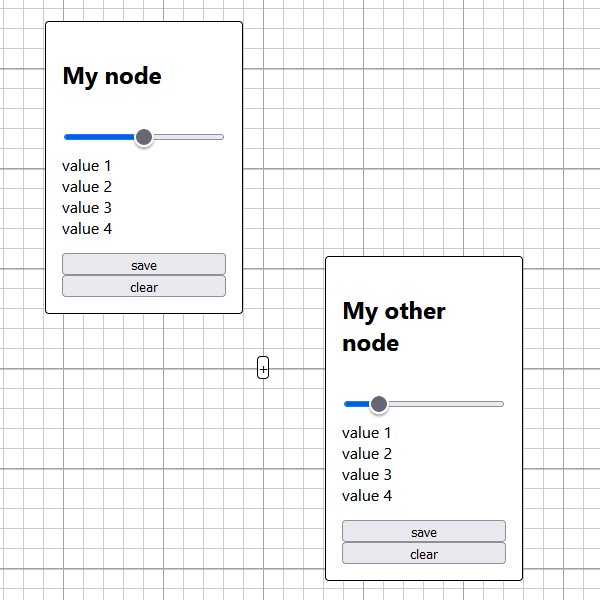 My node
value 1
value 2
value 3
value 4
save
clear
+
My other
node
value 1
value 2
value 3
value 4
save
clear